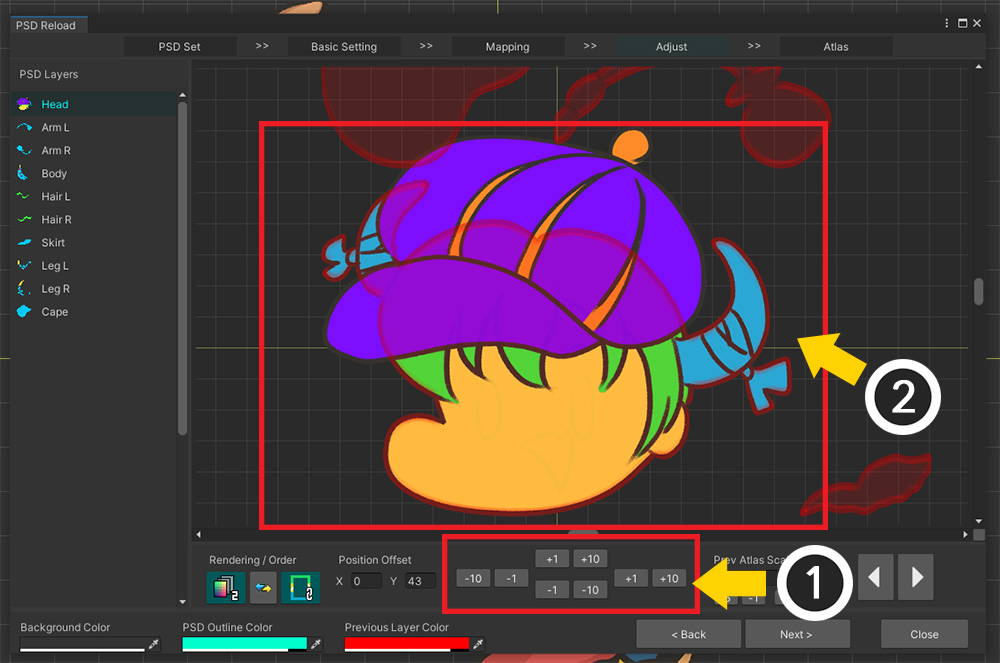 PSD Reload
PSD Set >> Basic Setting >> Mapping >> Adjust >> Atlas
PSD Layers
Head
Arm L
Arm R
Body
Hair L
Hair R
Skirt
Leg L
Leg R
Cape
2
Rendering / Order
2
2
Position Offset
X 0 Y 43
+1 +10
-10 -1 +1 +10
-1 -10
Prev Atlas
1
Background Color
PSD Outline Color
Previous Layer Color
< Back
Next >
Close